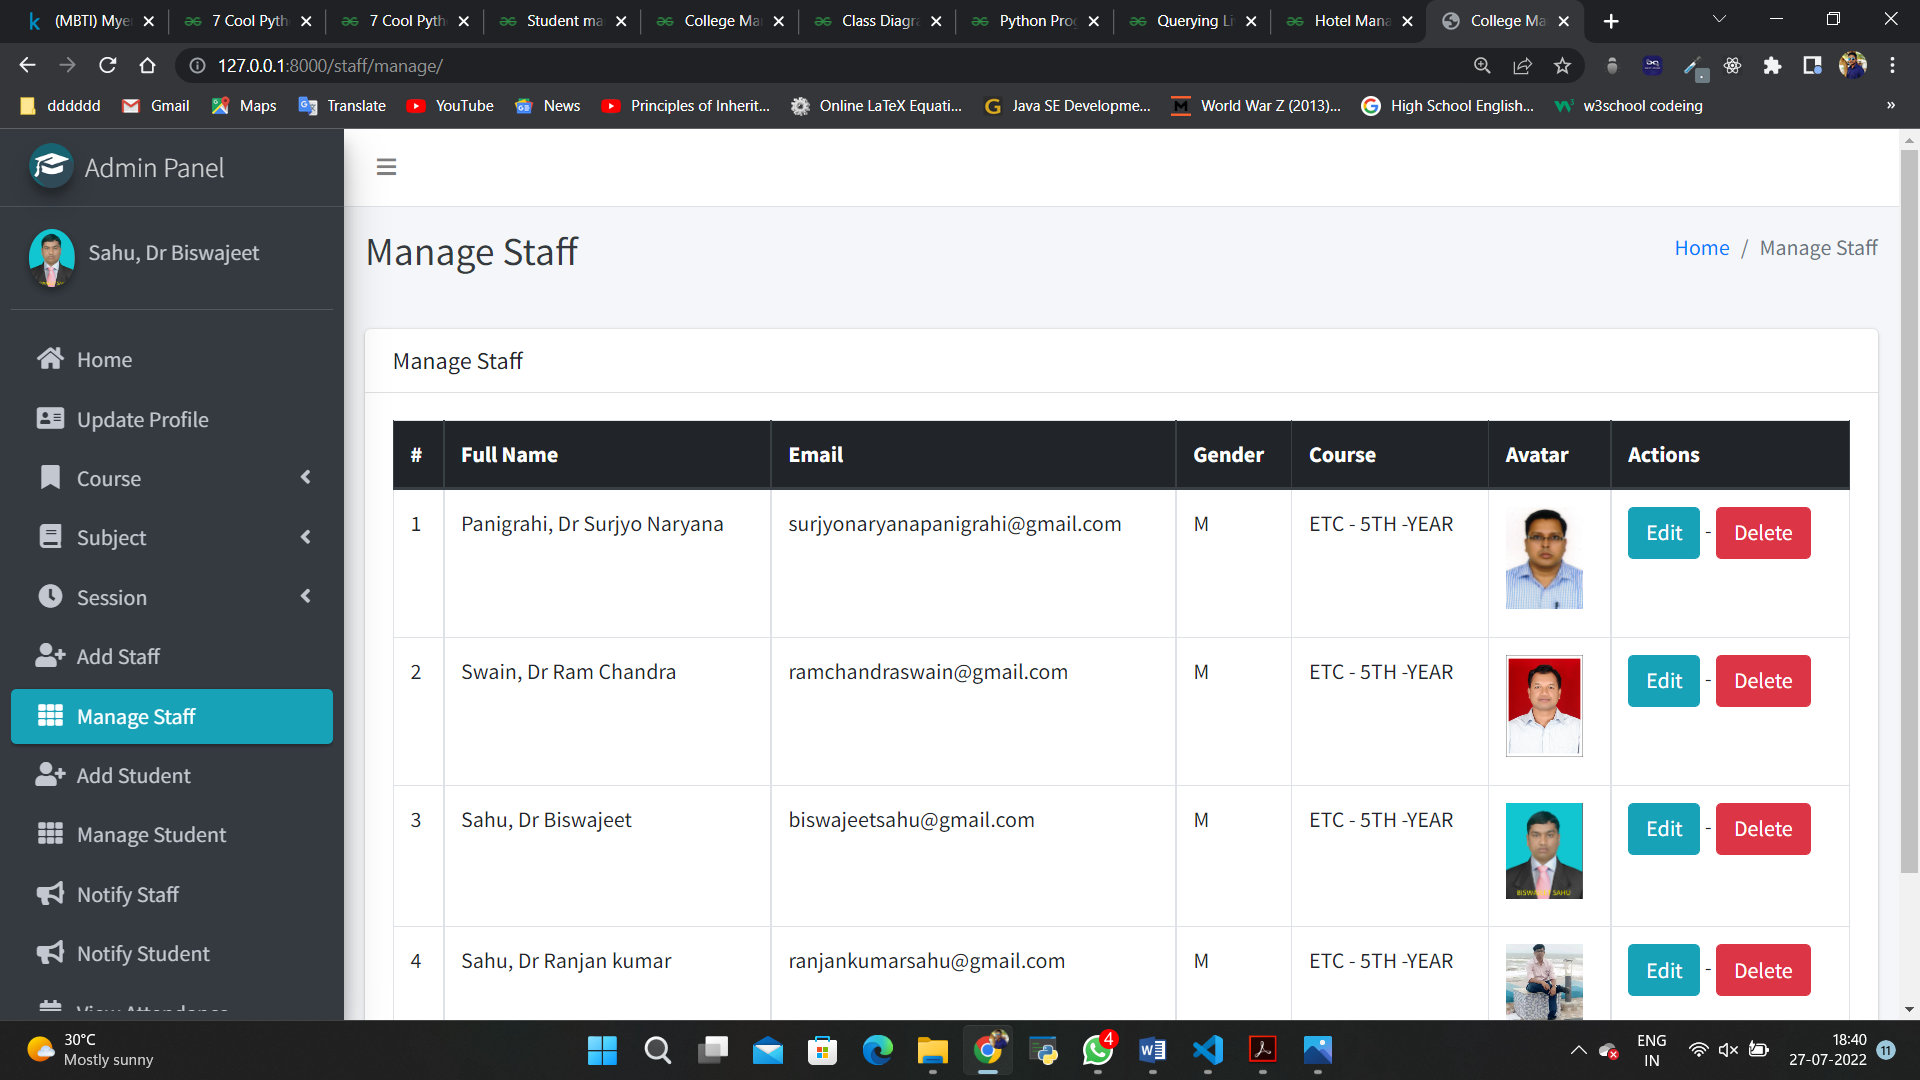 (MBTI) Mye
7 Cool Pyth
7 Cool Pyth
Student ma
College Ma
Class Diagra
Python Prog
Querying Li
Hotel Mana
College Ma
127.0.0.1:8000/staff/manage/
dddddd
Gmail
Maps
Translate
YouTube
News
Principles of Inherit...
Online LaTeX Equati...
Java SE Developme...
World War Z (2013)...
High School English...
w3school codeing
»
Admin Panel
Sahu, Dr Biswajeet
Home
Update Profile
Course
Subject
Session
Add Staff
Manage Staff
Add Student
Manage Student
Notify Staff
Notify Student
View Attendance
Manage Staff
Home / Manage Staff
Manage Staff
# Full Name Email Gender Course Avatar Actions
1 Panigrahi, Dr Surjyo Naryana surjyonaryanapanigrahi@gmail.com M ETC - 5TH -YEAR Edit - Delete
2 Swain, Dr Ram Chandra ramchandraswain@gmail.com M ETC - 5TH -YEAR Edit - Delete
3 Sahu, Dr Biswajeet biswajeetsahu@gmail.com M ETC - 5TH -YEAR Edit - Delete
4 Sahu, Dr Ranjan kumar ranjankumarsahu@gmail.com M ETC - 5TH -YEAR Edit - Delete
30°C
Mostly sunny
4
ENG
IN
18:40
27-07-2022
11